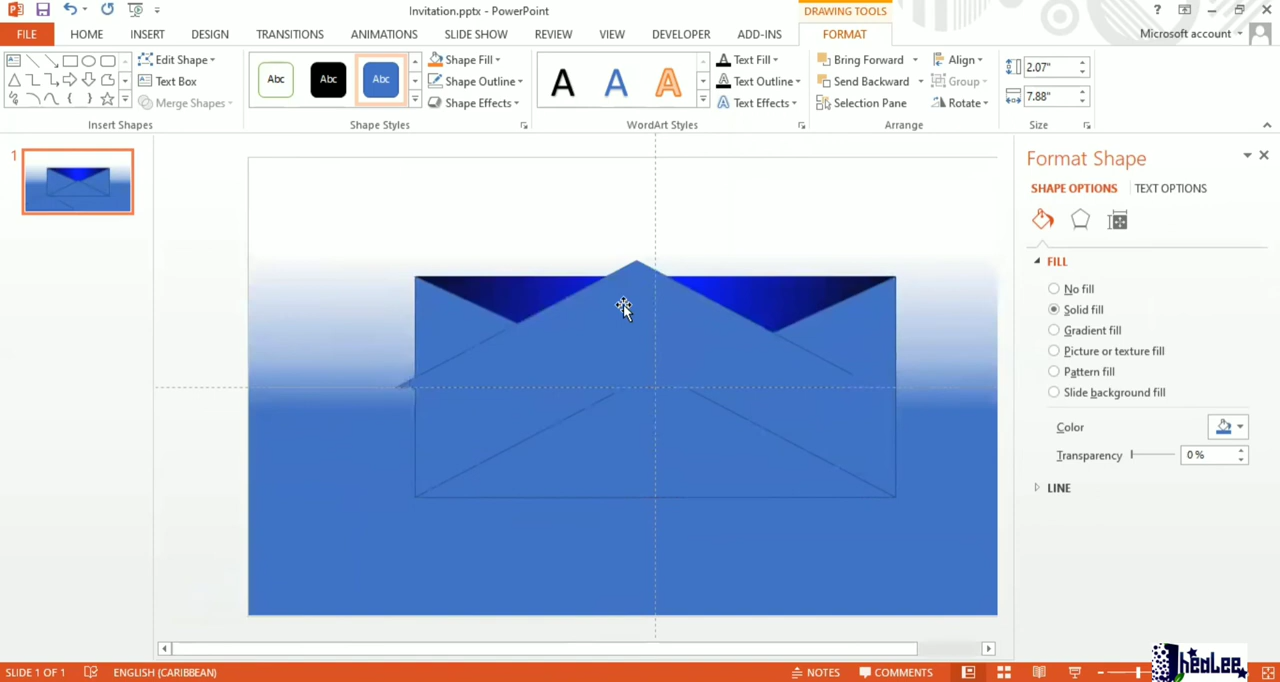 Invitation.pptx - PowerPoint
DRAWING TOOLS
FILE HOME INSERT DESIGN TRANSITIONS ANIMATIONS SLIDE SHOW REVIEW VIEW DEVELOPER ADD-INS FORMAT
Microsoft account
Edit Shape
Text Box
Merge Shapes
Insert Shapes
Abc Abc Abc
Shape Fill
Shape Outline
Shape Effects
Shape Styles
A A A
Text Fill
Text Outline
Text Effects
WordArt Styles
Bring Forward
Send Backward
Selection Pane
Align
Group
Rotate
Arrange
2.07"
7.88"
Size
1
Format Shape
SHAPE OPTIONS TEXT OPTIONS
FILL
No fill
Solid fill
Gradient fill
Picture or texture fill
Pattern fill
Slide background fill
Color
Transparency 0 %
LINE
SLIDE 1 OF 1 ENGLISH (CARIBBEAN) NOTES COMMENTS
JheoLee